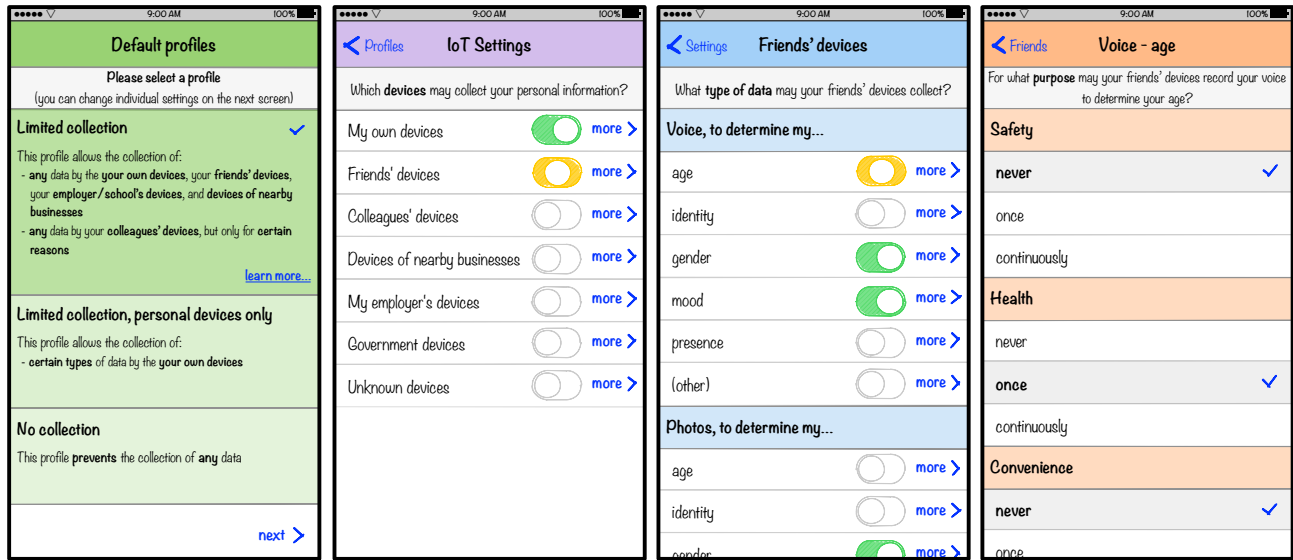 9:00 AM 100%
Default profiles
Please select a profile
(you can change individual settings on the next screen)
Limited collection
This profile allows the collection of:
- any data by the your own devices, your friends' devices,
your employer/school's devices, and devices of nearby
businesses
- any data by your colleagues' devices, but only for certain
reasons
learn more...
Limited collection, personal devices only
This profile allows the collection of:
- certain types of data by the your own devices
No collection
This profile prevents the collection of any data
next
9:00 AM 100%
Profiles IoT Settings
Which devices may collect your personal information?
My own devices more
Friends' devices more
Colleagues' devices more
Devices of nearby businesses more
My employer's devices more
Government devices more
Unknown devices more
9:00 AM 100%
Settings Friends' devices
What type of data may your friends' devices collect?
Voice, to determine my...
age more
identity more
gender more
mood more
presence more
(other) more
Photos, to determine my...
age more
identity more
gender more
9:00 AM 100%
Friends Voice - age
For what purpose may your friends' devices record your voice
to determine your age?
Safety
never
once
continuously
Health
never
once
continuously
Convenience
never
once